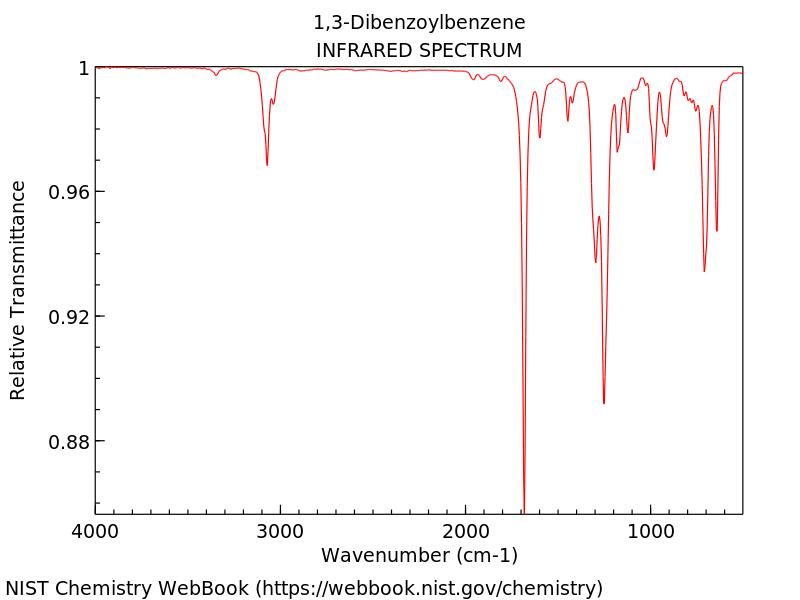 1,3-Dibenzoylbenzene
INFRARED SPECTRUM
1
0.96
0.92
0.88
Relative Transmittance
4000 3000 2000 1000
Wavenumber (cm-1)
NIST Chemistry WebBook (https://webbook.nist.gov/chemistry)